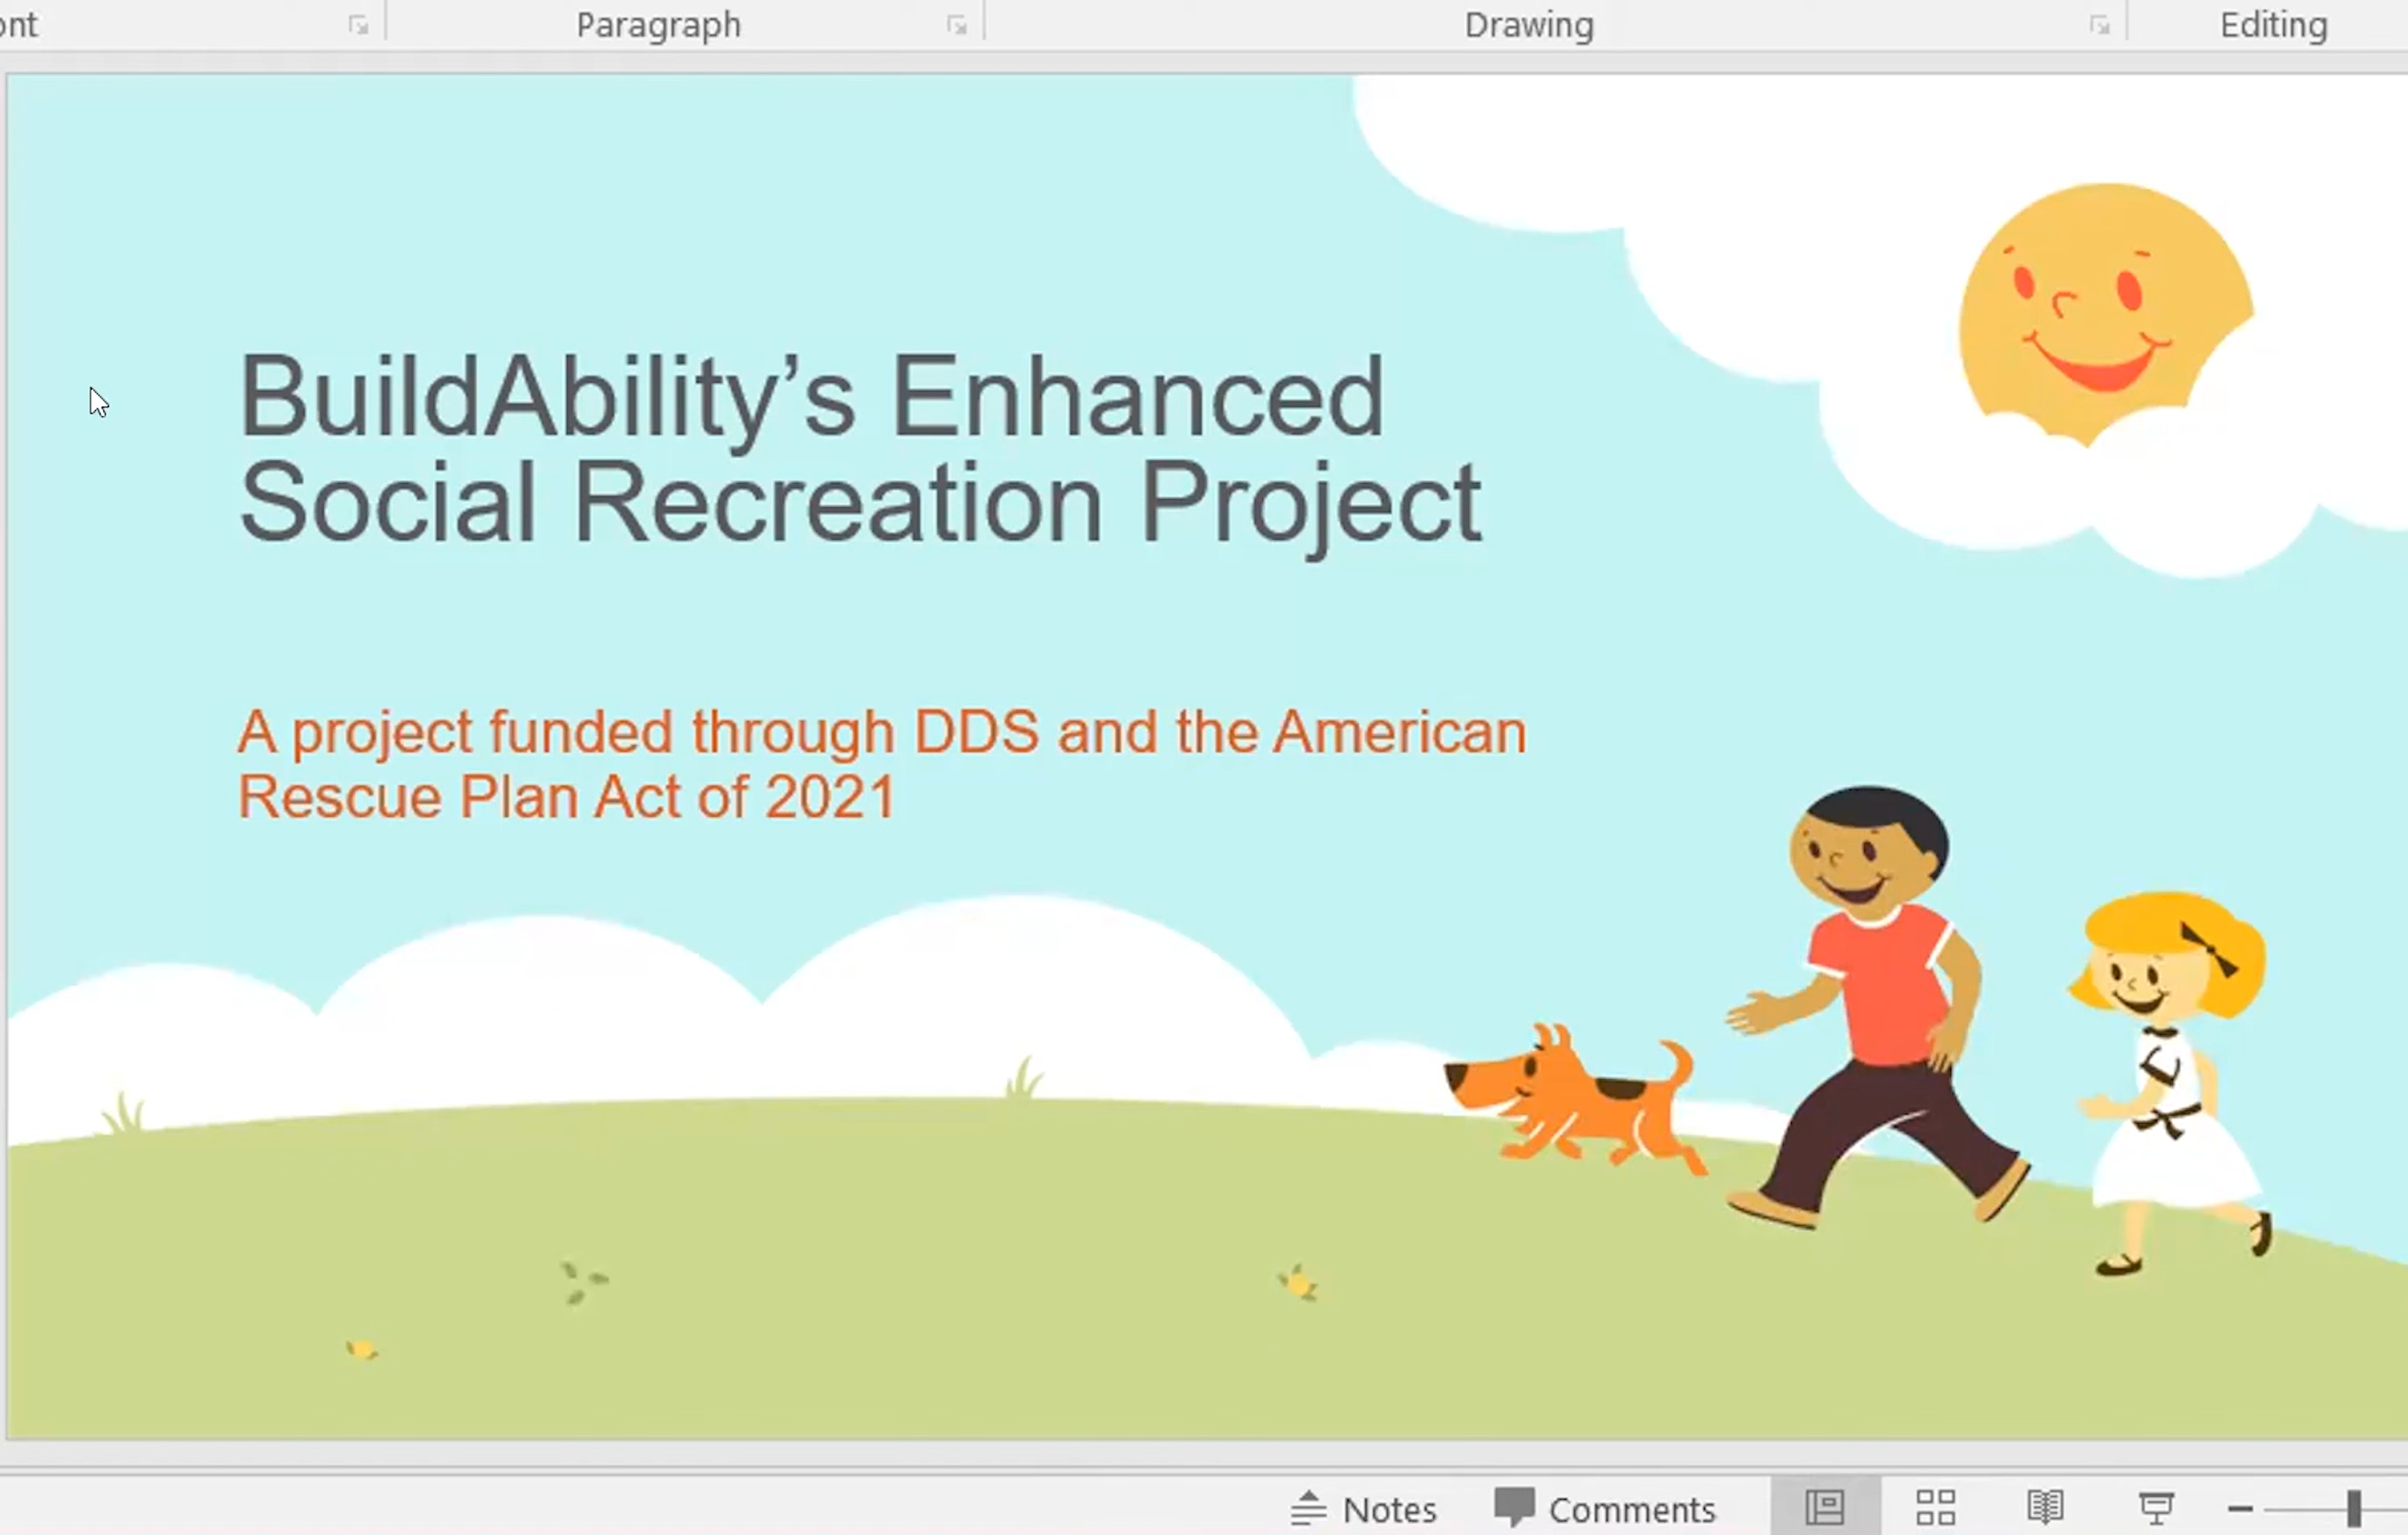 Paragraph
Drawing
Editing
BuildAbility’s Enhanced
Social Recreation Project
A project funded through DDS and the American
Rescue Plan Act of 2021
Notes
Comments